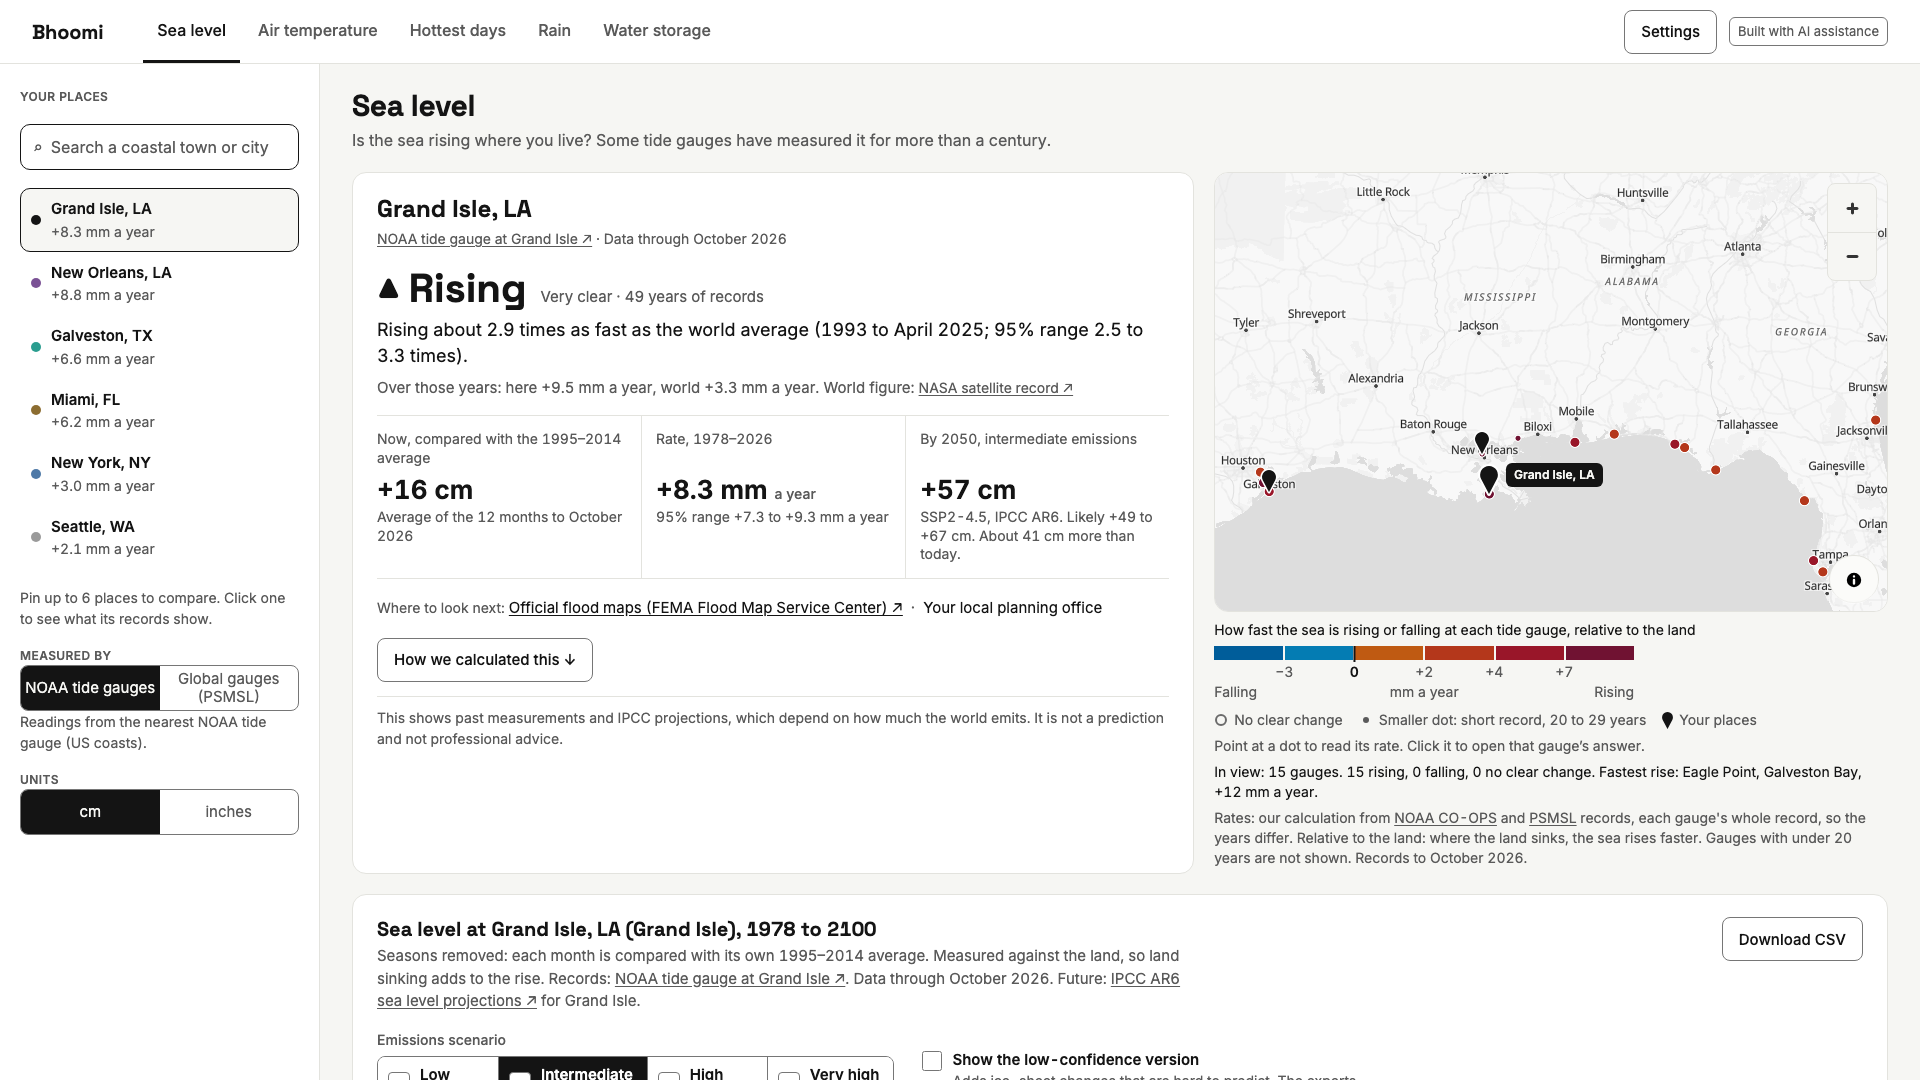 Bhoomi
Sea level
Air temperature
Hottest days
Rain
Water storage
Settings
Built with AI assistance
YOUR PLACES
Search a coastal town or city
Grand Isle, LA
+8.3 mm a year
New Orleans, LA
+8.8 mm a year
Galveston, TX
+6.6 mm a year
Miami, FL
+6.2 mm a year
New York, NY
+3.0 mm a year
Seattle, WA
+2.1 mm a year
Pin up to 6 places to compare. Click one
to see what its records show.
MEASURED BY
NOAA tide gauges
Global gauges
(PSMSL)
Readings from the nearest NOAA tide
gauge (US coasts).
UNITS
cm
inches
Sea level
Is the sea rising where you live? Some tide gauges have measured it for more than a century.
Grand Isle, LA
NOAA tide gauge at Grand Isle ↗ · Data through October 2026
▲ Rising
Very clear · 49 years of records
Rising about 2.9 times as fast as the world average (1993 to April 2025; 95% range 2.5 to
3.3 times).
Over those years: here +9.5 mm a year, world +3.3 mm a year. World figure: NASA satellite record ↗
Now, compared with the 1995–2014
average
+16 cm
Average of the 12 months to October
2026
Rate, 1978–2026
+8.3 mm a year
95% range +7.3 to +9.3 mm a year
By 2050, intermediate emissions
+57 cm
SSP2-4.5, IPCC AR6. Likely +49 to
+67 cm. About 41 cm more than
today.
Where to look next: Official flood maps (FEMA Flood Map Service Center) ↗ · Your local planning office
How we calculated this ↓
This shows past measurements and IPCC projections, which depend on how much the world emits. It is not a prediction
and not professional advice.
Little Rock
Huntsville
Atlanta
Birmingham
ALABAMA
MISSISSIPPI
Tyler
Shreveport
Jackson
Montgomery
GEORGIA
Sava
Alexandria
Brunsw
Mobile
Baton Rouge
Biloxi
Tallahassee
Jacksonvil
New Orleans
Houston
Gainesville
Galveston
Grand Isle, LA
Dayto
Orlan
Tampa
Saras
+
−
How fast the sea is rising or falling at each tide gauge, relative to the land
−3
0
+2
+4
+7
Falling
mm a year
Rising
No clear change
Smaller dot: short record, 20 to 29 years
Your places
Point at a dot to read its rate. Click it to open that gauge’s answer.
In view: 15 gauges. 15 rising, 0 falling, 0 no clear change. Fastest rise: Eagle Point, Galveston Bay,
+12 mm a year.
Rates: our calculation from NOAA CO-OPS and PSMSL records, each gauge's whole record, so the
years differ. Relative to the land: where the land sinks, the sea rises faster. Gauges with under 20
years are not shown. Records to October 2026.
Sea level at Grand Isle, LA (Grand Isle), 1978 to 2100
Download CSV
Seasons removed: each month is compared with its own 1995–2014 average. Measured against the land, so land
sinking adds to the rise. Records: NOAA tide gauge at Grand Isle ↗. Data through October 2026. Future: IPCC AR6
sea level projections ↗ for Grand Isle.
Emissions scenario
Low
Intermediate
High
Very high
Show the low-confidence version